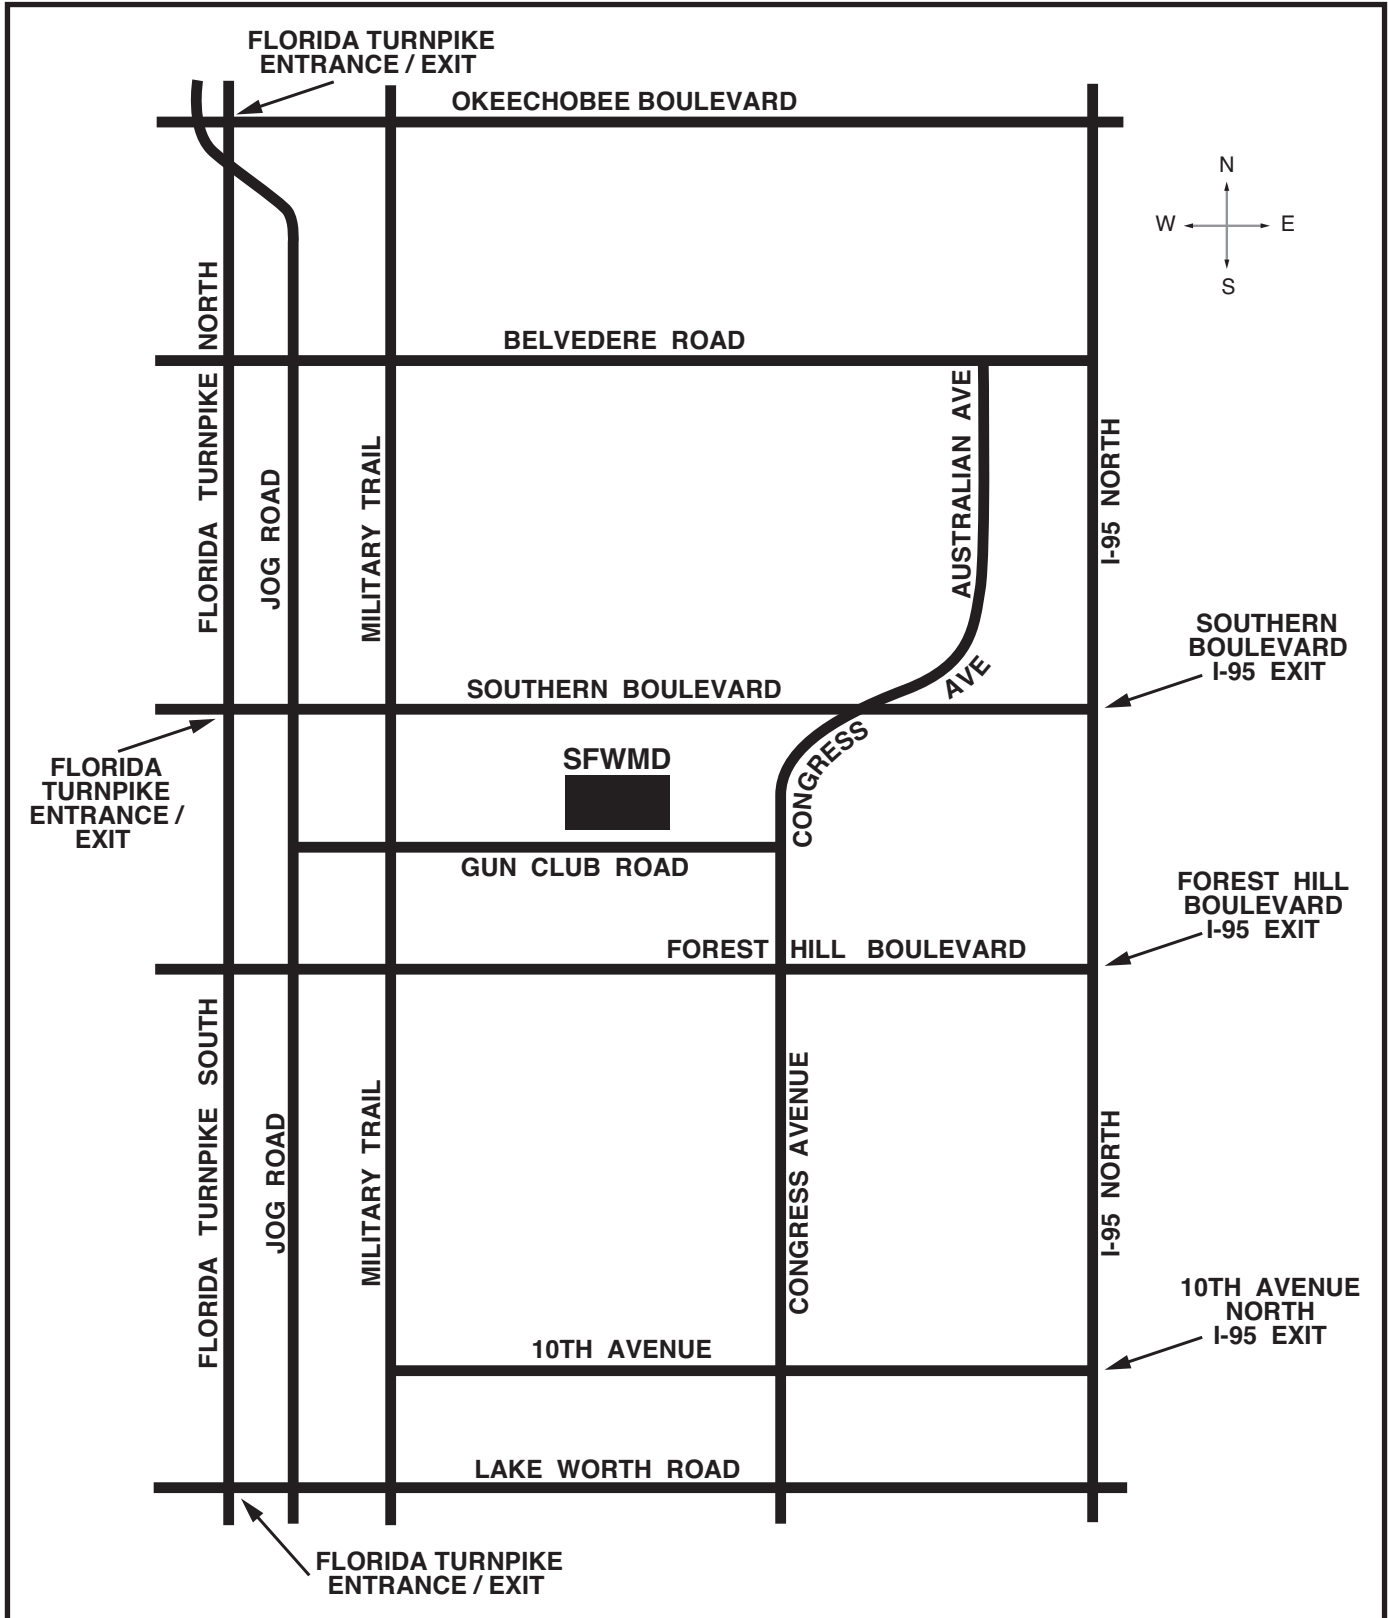 FLORIDA TURNPIKE
ENTRANCE / EXIT
OKEECHOBEE BOULEVARD
N
W
E
S
FLORIDA TURNPIKE NORTH
BELVEDERE ROAD
JOG ROAD
MILITARY TRAIL
AUSTRALIAN AVE
I-95 NORTH
SOUTHERN
BOULEVARD
I-95 EXIT
SOUTHERN BOULEVARD
CONGRESS AVE
FLORIDA
TURNPIKE
ENTRANCE /
EXIT
SFWMD
GUN CLUB ROAD
FOREST HILL
BOULEVARD
I-95 EXIT
FOREST HILL BOULEVARD
FLORIDA TURNPIKE SOUTH
JOG ROAD
MILITARY TRAIL
CONGRESS AVENUE
I-95 NORTH
10TH AVENUE
NORTH
I-95 EXIT
10TH AVENUE
LAKE WORTH ROAD
FLORIDA TURNPIKE
ENTRANCE / EXIT